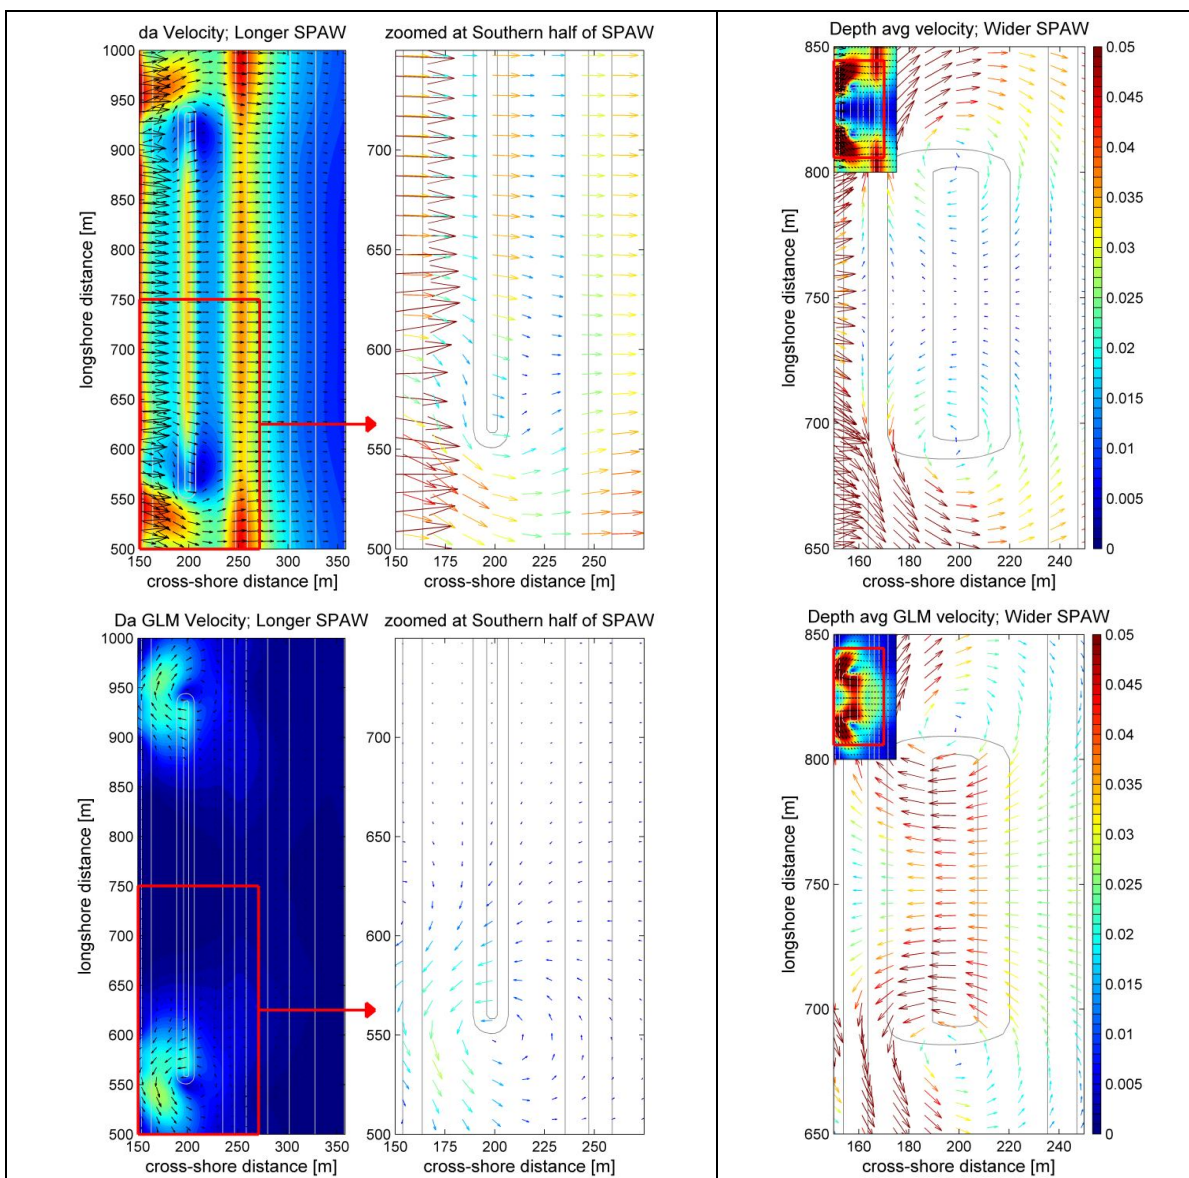 da Velocity; Longer SPAW
1000
950
900
850
800
750
700
650
600
550
500
150 200 250 300 350
longshore distance [m]
cross-shore distance [m]
zoomed at Southern half of SPAW
700
650
600
550
500
150 175 200 225 250
cross-shore distance [m]
Depth avg velocity; Wider SPAW
850
800
750
700
650
160 180 200 220 240
longshore distance [m]
cross-shore distance [m]
0.05
0.045
0.04
0.035
0.03
0.025
0.02
0.015
0.01
0.005
0
Da GLM Velocity; Longer SPAW
1000
950
900
850
800
750
700
650
600
550
500
150 200 250 300 350
longshore distance [m]
cross-shore distance [m]
zoomed at Southern half of SPAW
700
650
600
550
500
150 175 200 225 250
cross-shore distance [m]
Depth avg GLM velocity; Wider SPAW
850
800
750
700
650
160 180 200 220 240
longshore distance [m]
cross-shore distance [m]
0.05
0.045
0.04
0.035
0.03
0.025
0.02
0.015
0.01
0.005
0